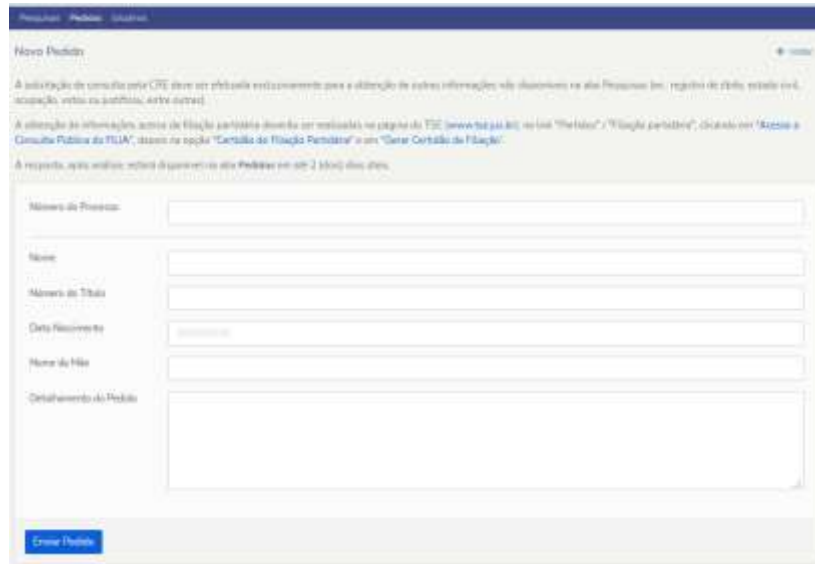 Pesquisas Pedidos Usuários
Novo Pedido
Voltar
A solicitação de consulta pela CRE deve ser efetuada exclusivamente para a obtenção de outras informações não disponíveis na aba Pesquisas (ex.: registro de óbito, estado civil,
ocupação, votou ou justificou, entre outras).
A obtenção de informações acerca de filiação partidária deverão ser realizadas na página do TSE (www.tse.jus.br), no link "Partidos" / "Filiação partidária", clicando em "Acesso a
Consulta Pública do FILIA", depois na opção "Certidão de Filiação Partidária" e em "Gerar Certidão de Filiação".
A resposta, após análise, estará disponível na aba Pedidos em até 2 (dois) dias úteis.
Número do Processo
Nome
Número do Título
Data Nascimento
Nome da Mãe
Detalhamento do Pedido
Enviar Pedido